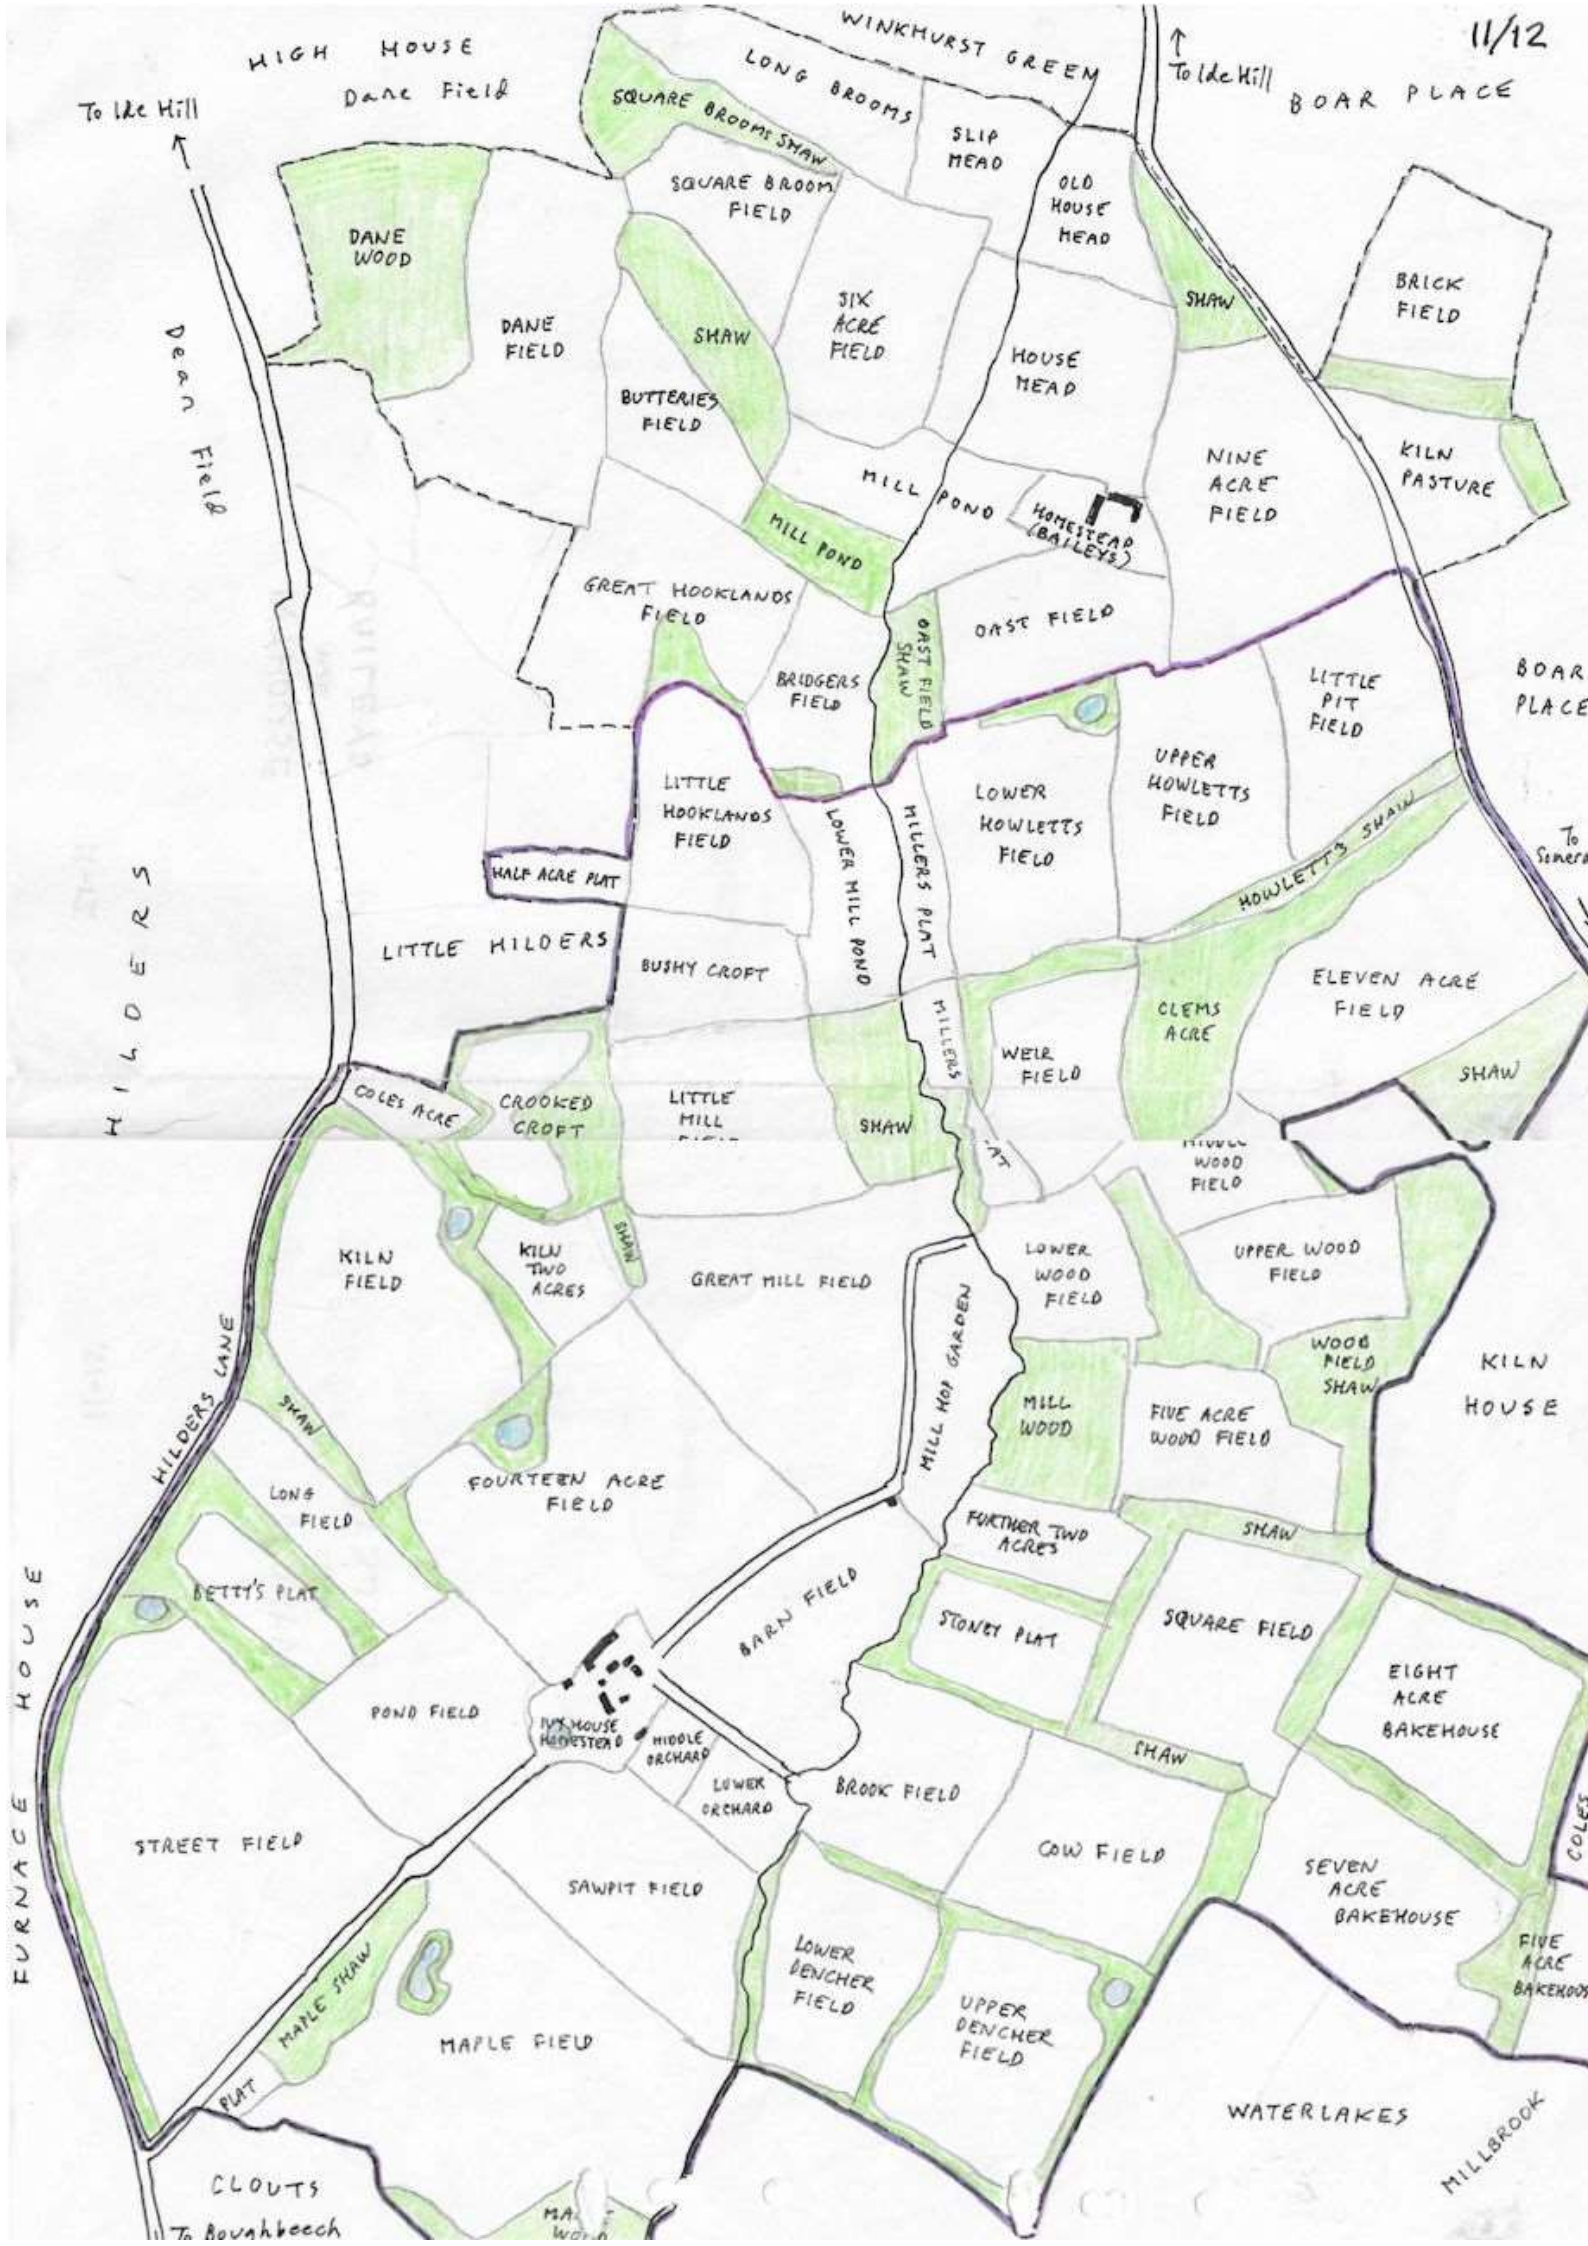 11/12
WINKHURST GREEN
HIGH HOUSE
Dane Field
To Ide Hill
To Ide Hill
BOAR PLACE
LONG BROOMS
SQUARE BROOMS SHAW
SLIP
MEAD
SQUARE BROOM
FIELD
OLD
HOUSE
MEAD
DANE
WOOD
SHAW
BRICK
FIELD
DANE
FIELD
SHAW
SIX
ACRE
FIELD
HOUSE
MEAD
Dean Field
BUTTERIES
FIELD
NINE
ACRE
FIELD
KILN
PASTURE
MILL POND
HOMESTEAD
(BAILEYS)
MILL POND
GREAT HOOKLANDS
FIELD
OAST FIELD
OAST FIELD
SHAW
BRIDGERS
FIELD
LITTLE
PIT
FIELD
BOAR
PLACE
LITTLE
HOOKLANDS
FIELD
LOWER
HOWLETTS
FIELD
UPPER
HOWLETTS
FIELD
LOWER MILL POND
MILLERS PLAT
HOWLETTS SHAW
To
HALF ACRE PLAT
HILDERS
LITTLE HILDERS
BUSHY CROFT
ELEVEN ACRE
FIELD
CLEMS
ACRE
MILLERS
WEIR
FIELD
SHAW
COLES ACRE
CROOKED
CROFT
LITTLE
MILL
SHAW
WOOD
FIELD
KILN
FIELD
KILN
TWO
ACRES
SHAW
GREAT MILL FIELD
LOWER
WOOD
FIELD
UPPER WOOD
FIELD
HILDERS LANE
MILL HOP GARDEN
WOOD
FIELD
SHAW
KILN
HOUSE
SHAW
MILL
WOOD
FIVE ACRE
WOOD FIELD
LONG
FIELD
FOURTEEN ACRE
FIELD
FURTHER TWO
ACRES
SHAW
BETTY'S PLAT
BARN FIELD
STONEY PLAT
SQUARE FIELD
FURNACE HOUSE
EIGHT
ACRE
BAKEHOUSE
POND FIELD
IVY HOUSE
HOMESTEAD
MIDDLE
ORCHARD
SHAW
LOWER
ORCHARD
BROOK FIELD
COLES
STREET FIELD
COW FIELD
SAWPIT FIELD
SEVEN
ACRE
BAKEHOUSE
MAPLE SHAW
LOWER
DENCHER
FIELD
FIVE
ACRE
MAPLE FIELD
UPPER
DENCHER
FIELD
PLAT
WATERLAKES
MILLBROOK
CLOUTS
To Boughbeech